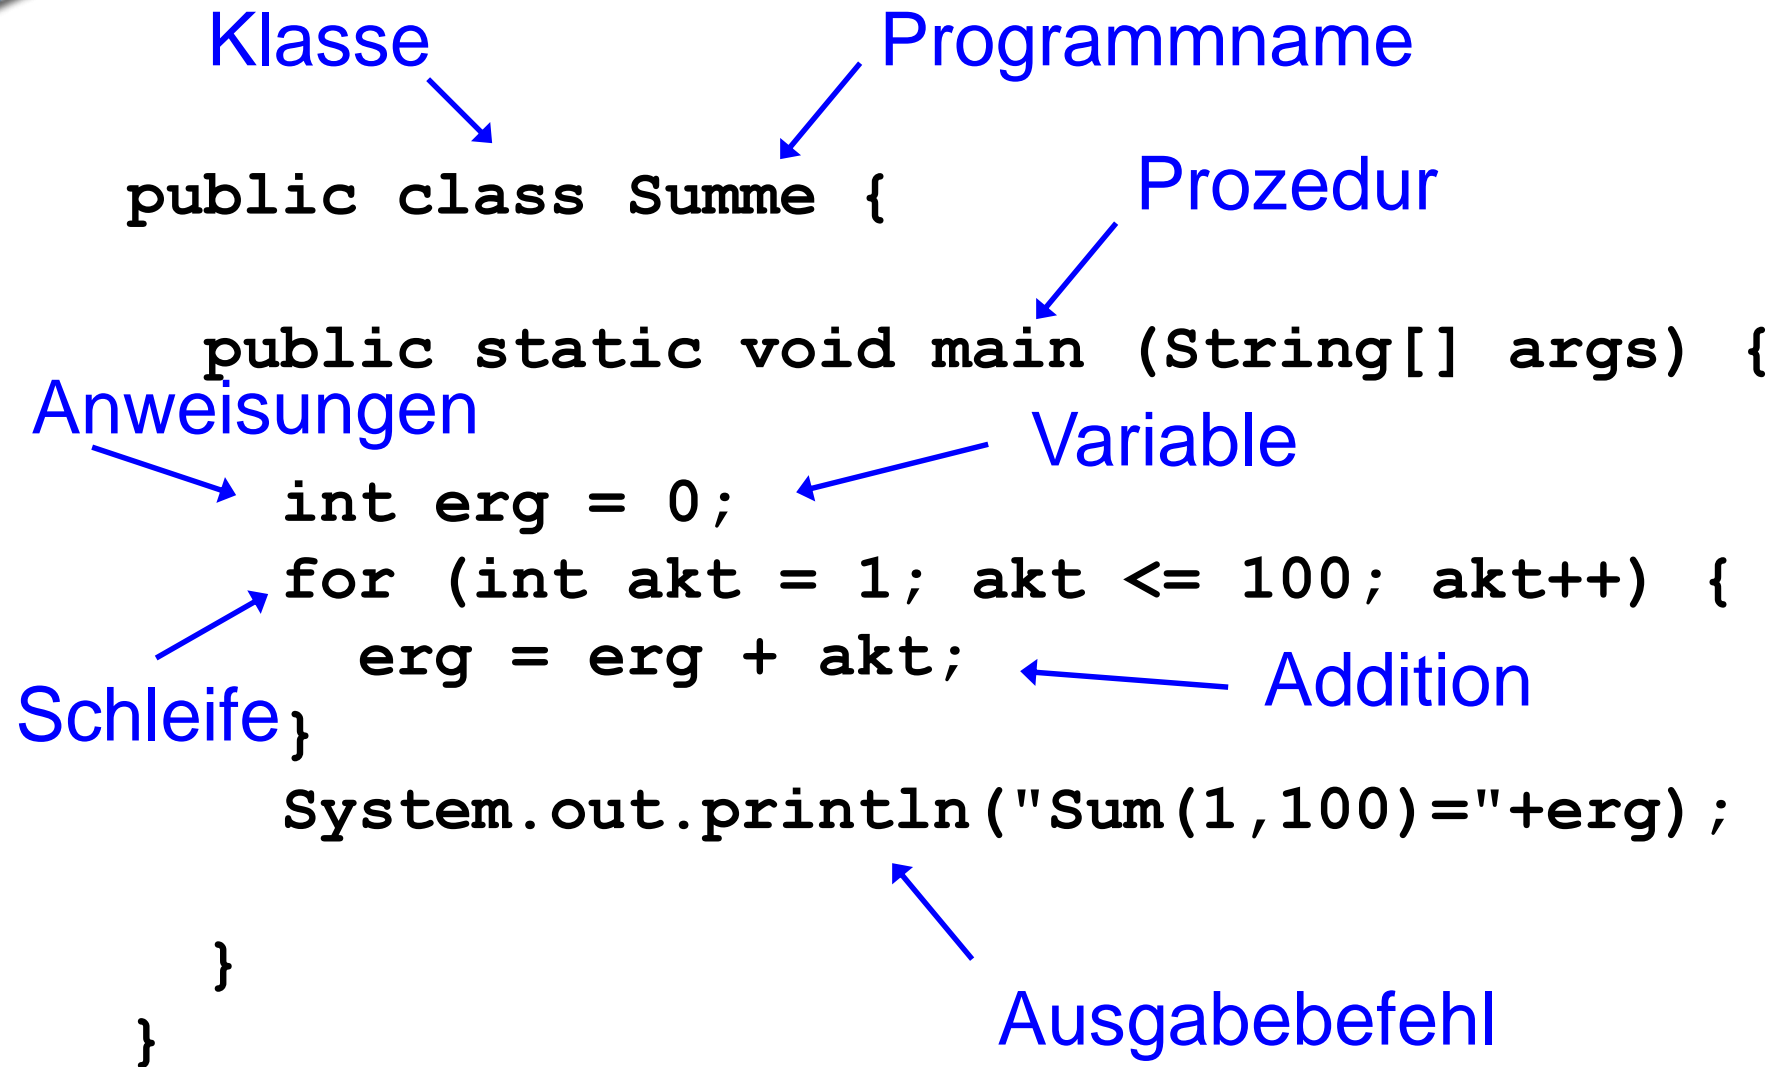 Klasse
Programmname
public class Summe {
Prozedur
public static void main (String[] args) {
Anweisungen
Variable
int erg = 0;
for (int akt = 1; akt <= 100; akt++) {
erg = erg + akt;
Addition
Schleife
}
System.out.println("Sum(1,100)="+erg);
}
Ausgabebefehl
}